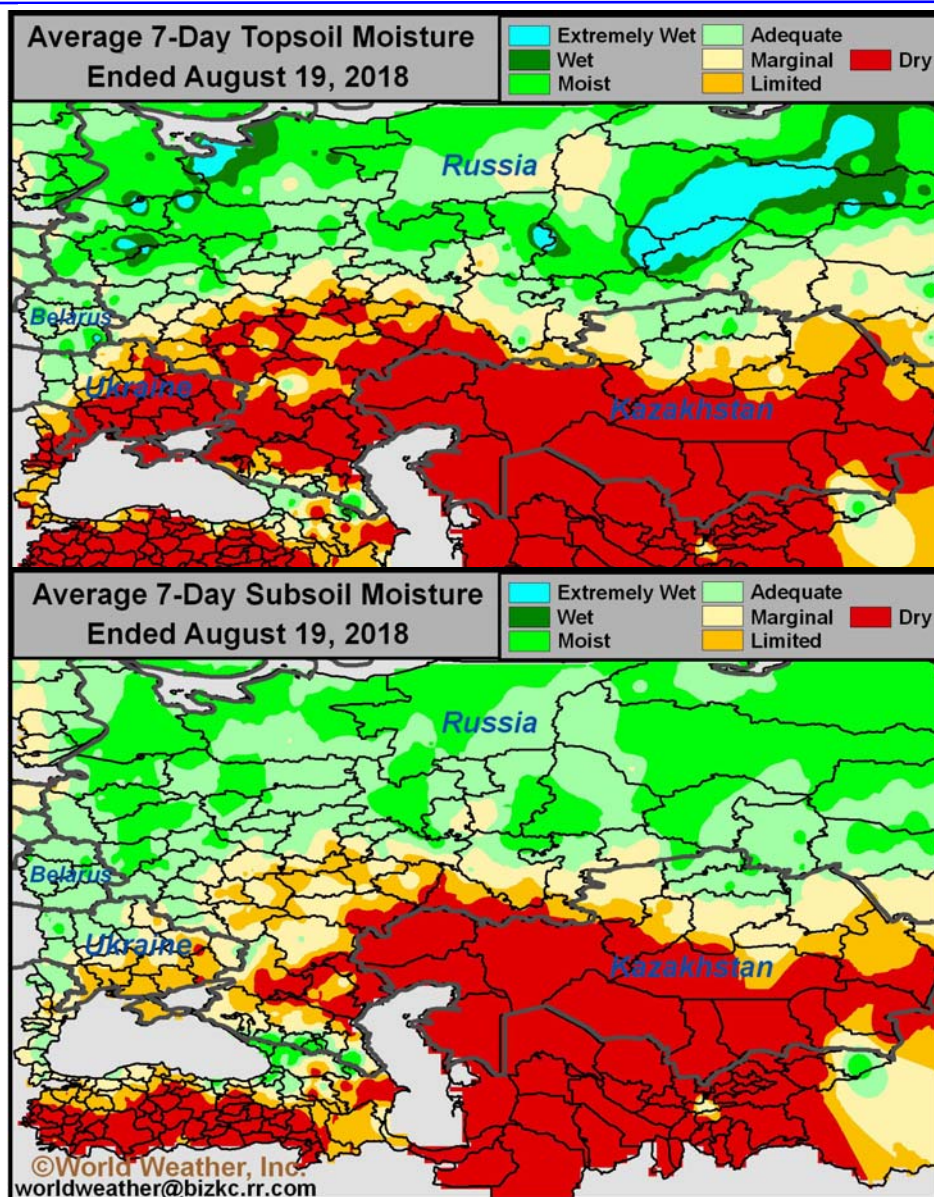 Average 7-Day Topsoil Moisture
Ended August 19, 2018
Extremely Wet
Wet
Moist
Adequate
Marginal
Limited
Dry
Russia
Belarus
Ukraine
Kazakhstan
Average 7-Day Subsoil Moisture
Ended August 19, 2018
Extremely Wet
Wet
Moist
Adequate
Marginal
Limited
Dry
Russia
Belarus
Ukraine
Kazakhstan
©World Weather, Inc.
worldweather@bizkc.rr.com